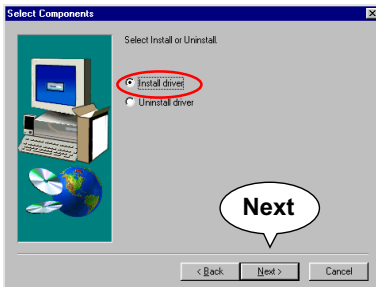 Select Components
Select Install or Uninstall.
Install driver
Uninstall driver
Next
< Back
Next >
Cancel